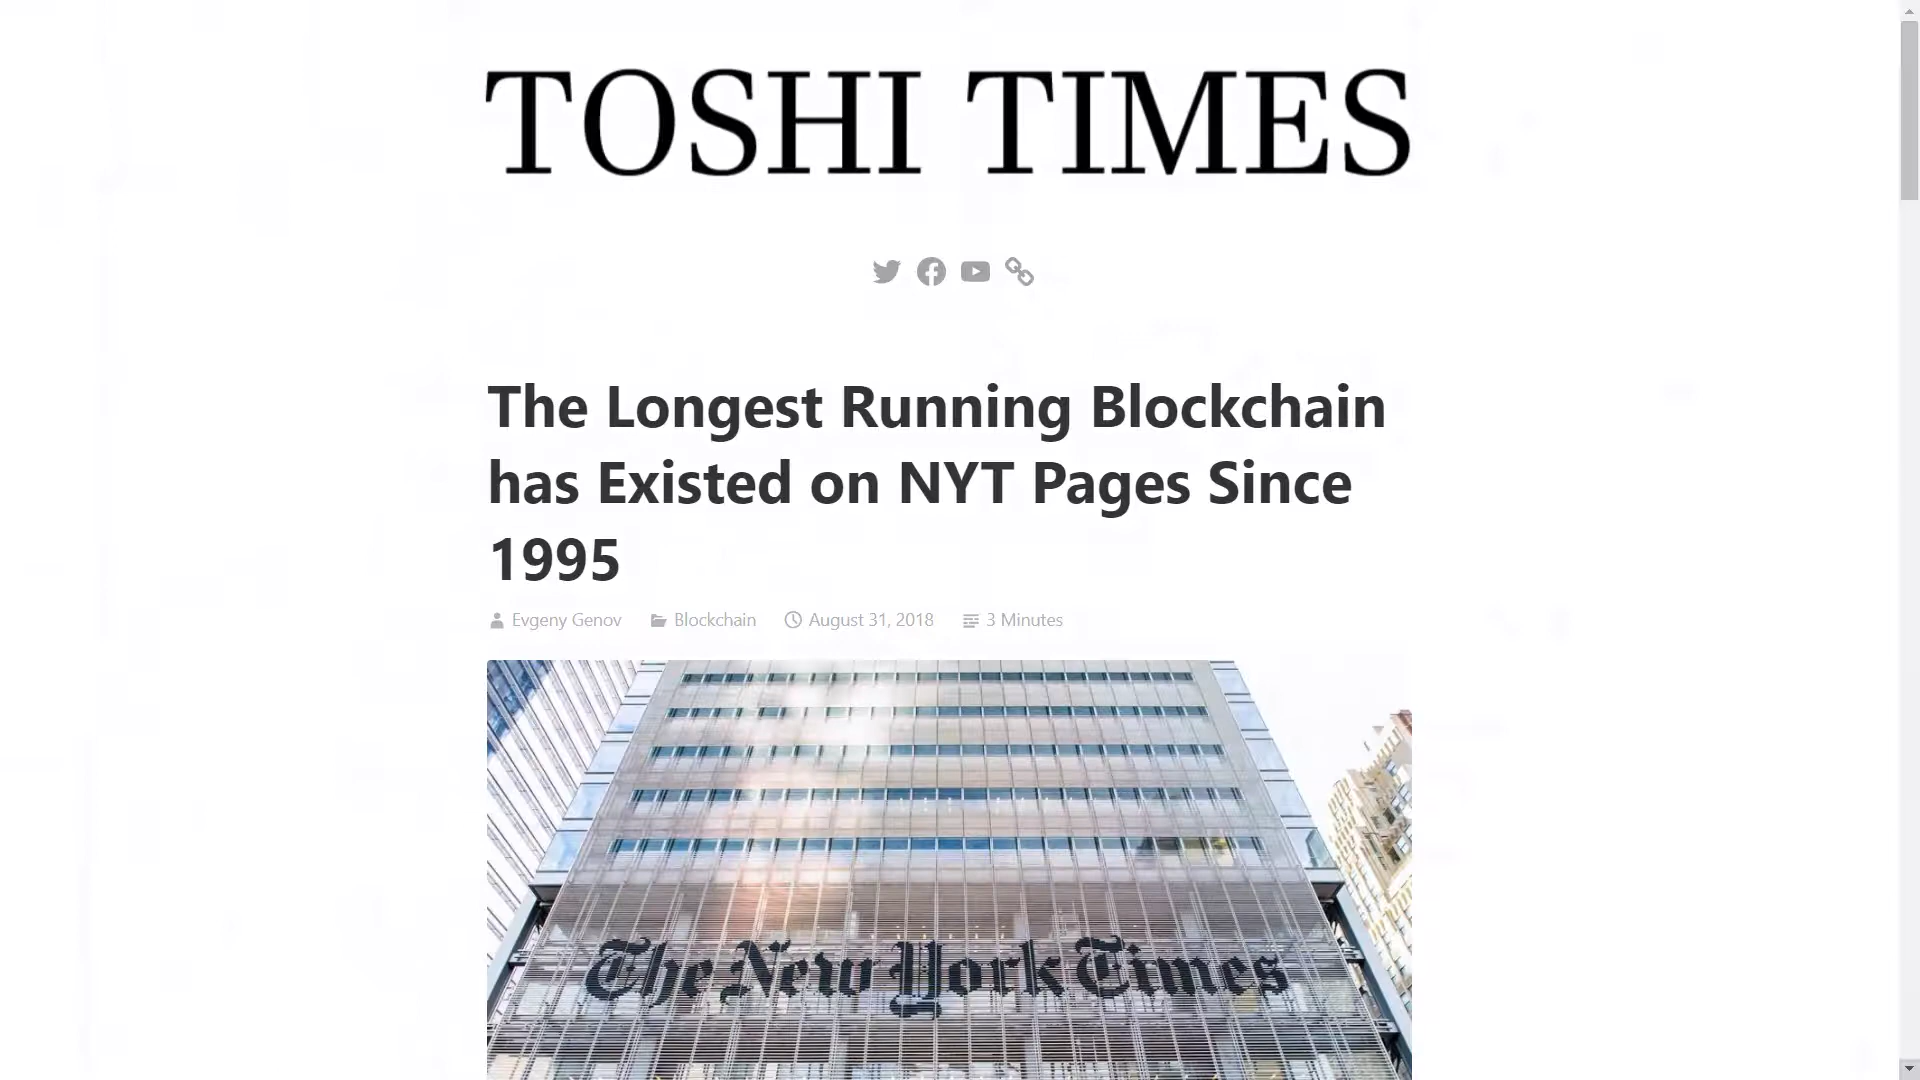 TOSHI TIMES
The Longest Running Blockchain
has Existed on NYT Pages Since
1995
Evgeny Genov Blockchain August 31, 2018 3 Minutes
The New York Times